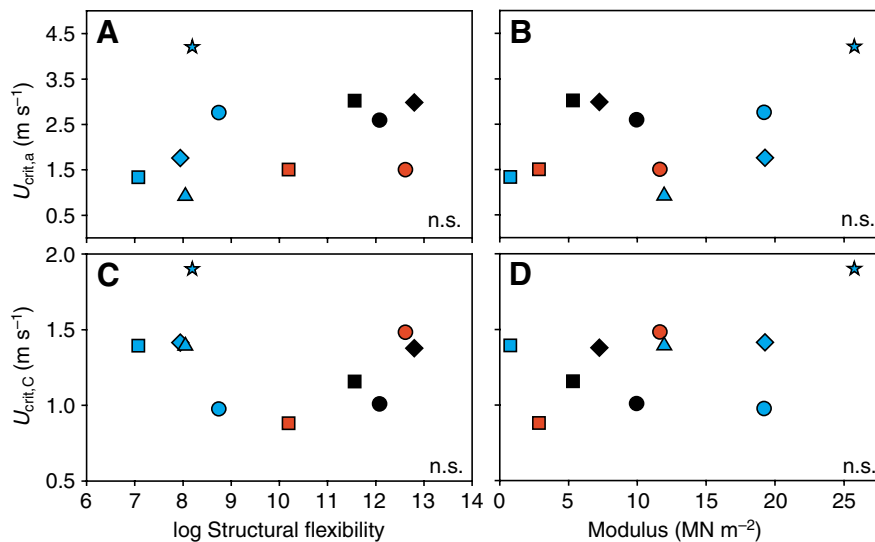 A
B
4.5
3.5
2.5
1.5
0.5
U crit,a (m s⁻¹)
n.s.
n.s.
C
D
2.0
1.5
1.0
0.5
U crit,C (m s⁻¹)
n.s.
n.s.
6 7 8 9 10 11 12 13 14
0 5 10 15 20 25
log Structural flexibility
Modulus (MN m⁻²)